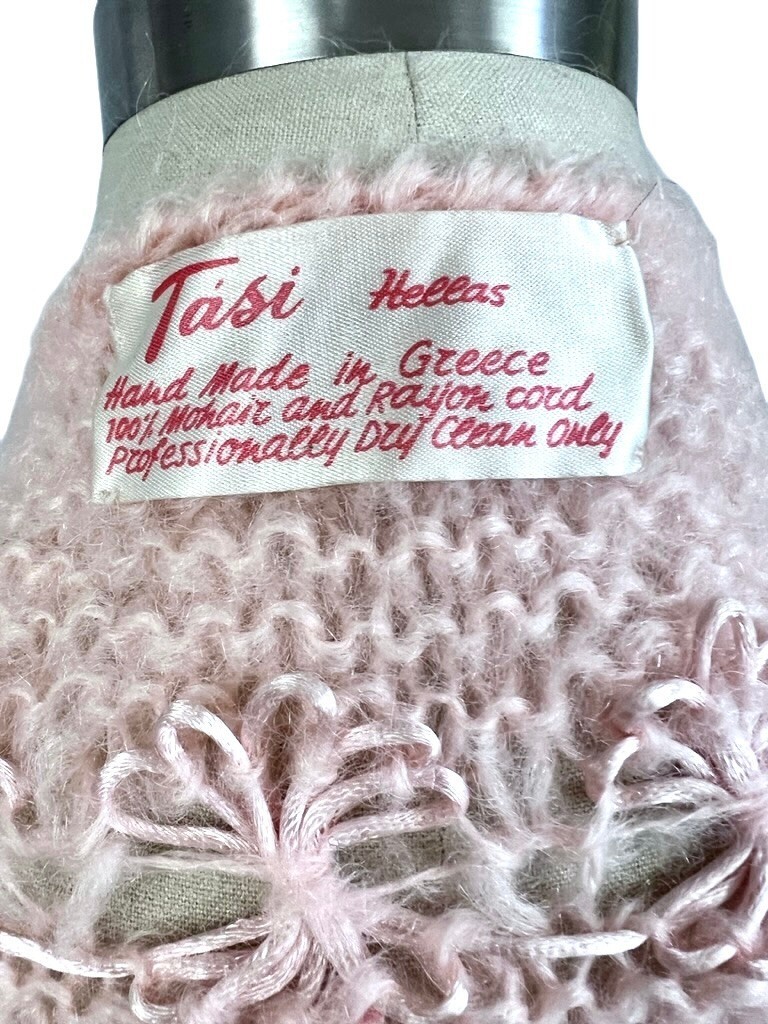 Tási Hellas
Hand Made in Greece
100% Mohair and Rayon cord
Professionally Dry Clean Only